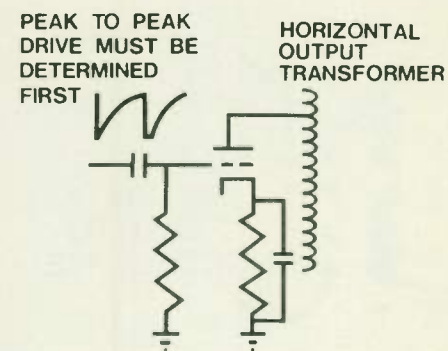 PEAK TO PEAK
DRIVE MUST BE
DETERMINED
FIRST
HORIZONTAL
OUTPUT
TRANSFORMER